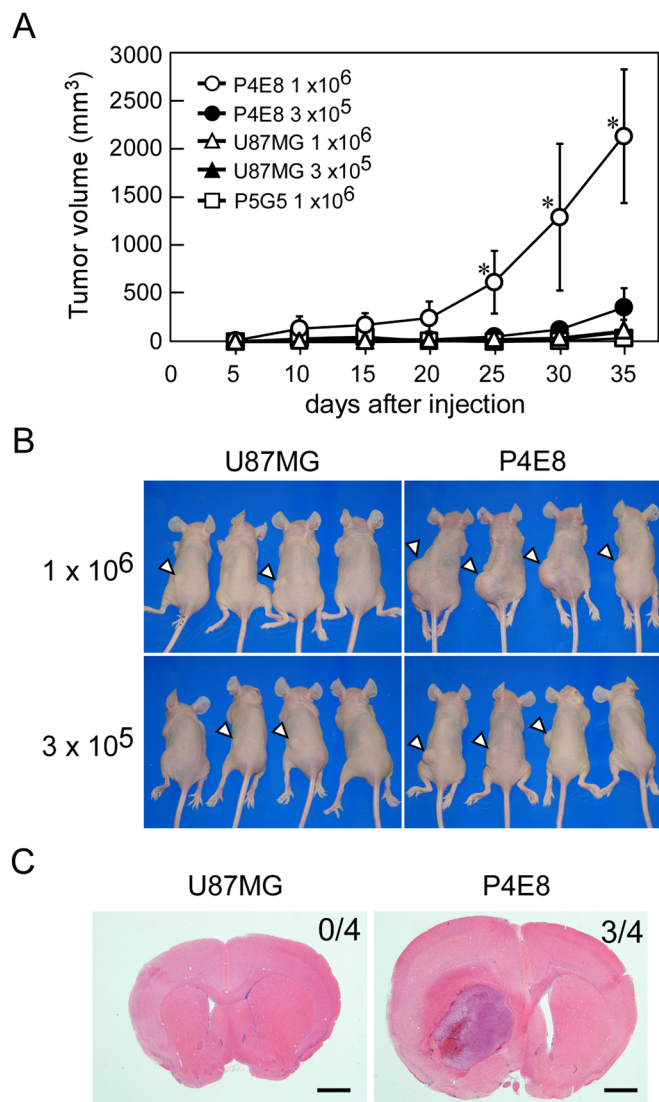 A
Tumor volume (mm³)
3000
2500
2000
1500
1000
500
0
P4E8 1 x10⁶
P4E8 3 x10⁵
U87MG 1 x10⁶
U87MG 3 x10⁵
P5G5 1 x10⁶
*
*
*
0 5 10 15 20 25 30 35
days after injection
B
U87MG P4E8
1 x 10⁶
3 x 10⁵
C
U87MG P4E8
0/4 3/4